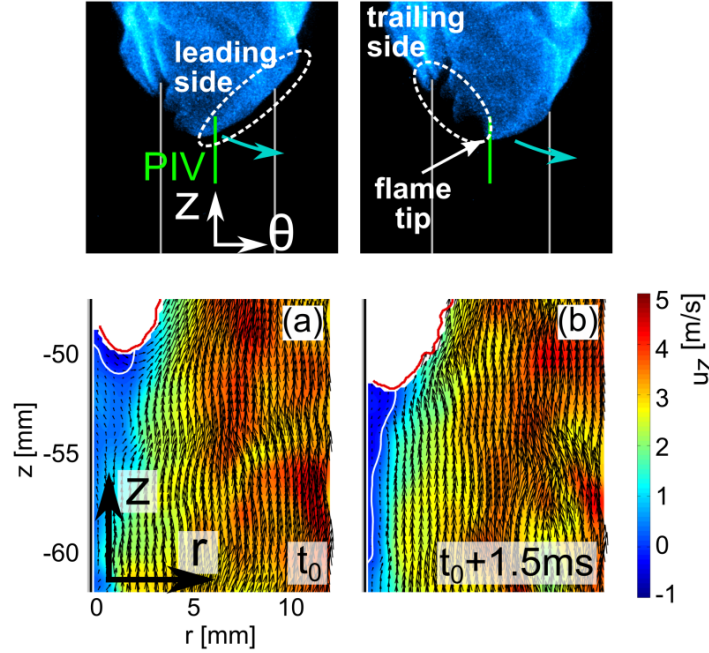 leading
side
PIV
z
θ
trailing
side
flame
tip
(a)
(b)
-50
-55
-60
z [mm]
z
r
t₀
t₀+1.5ms
0
5
10
r [mm]
5
4
3
2
1
0
-1
u_z [m/s]